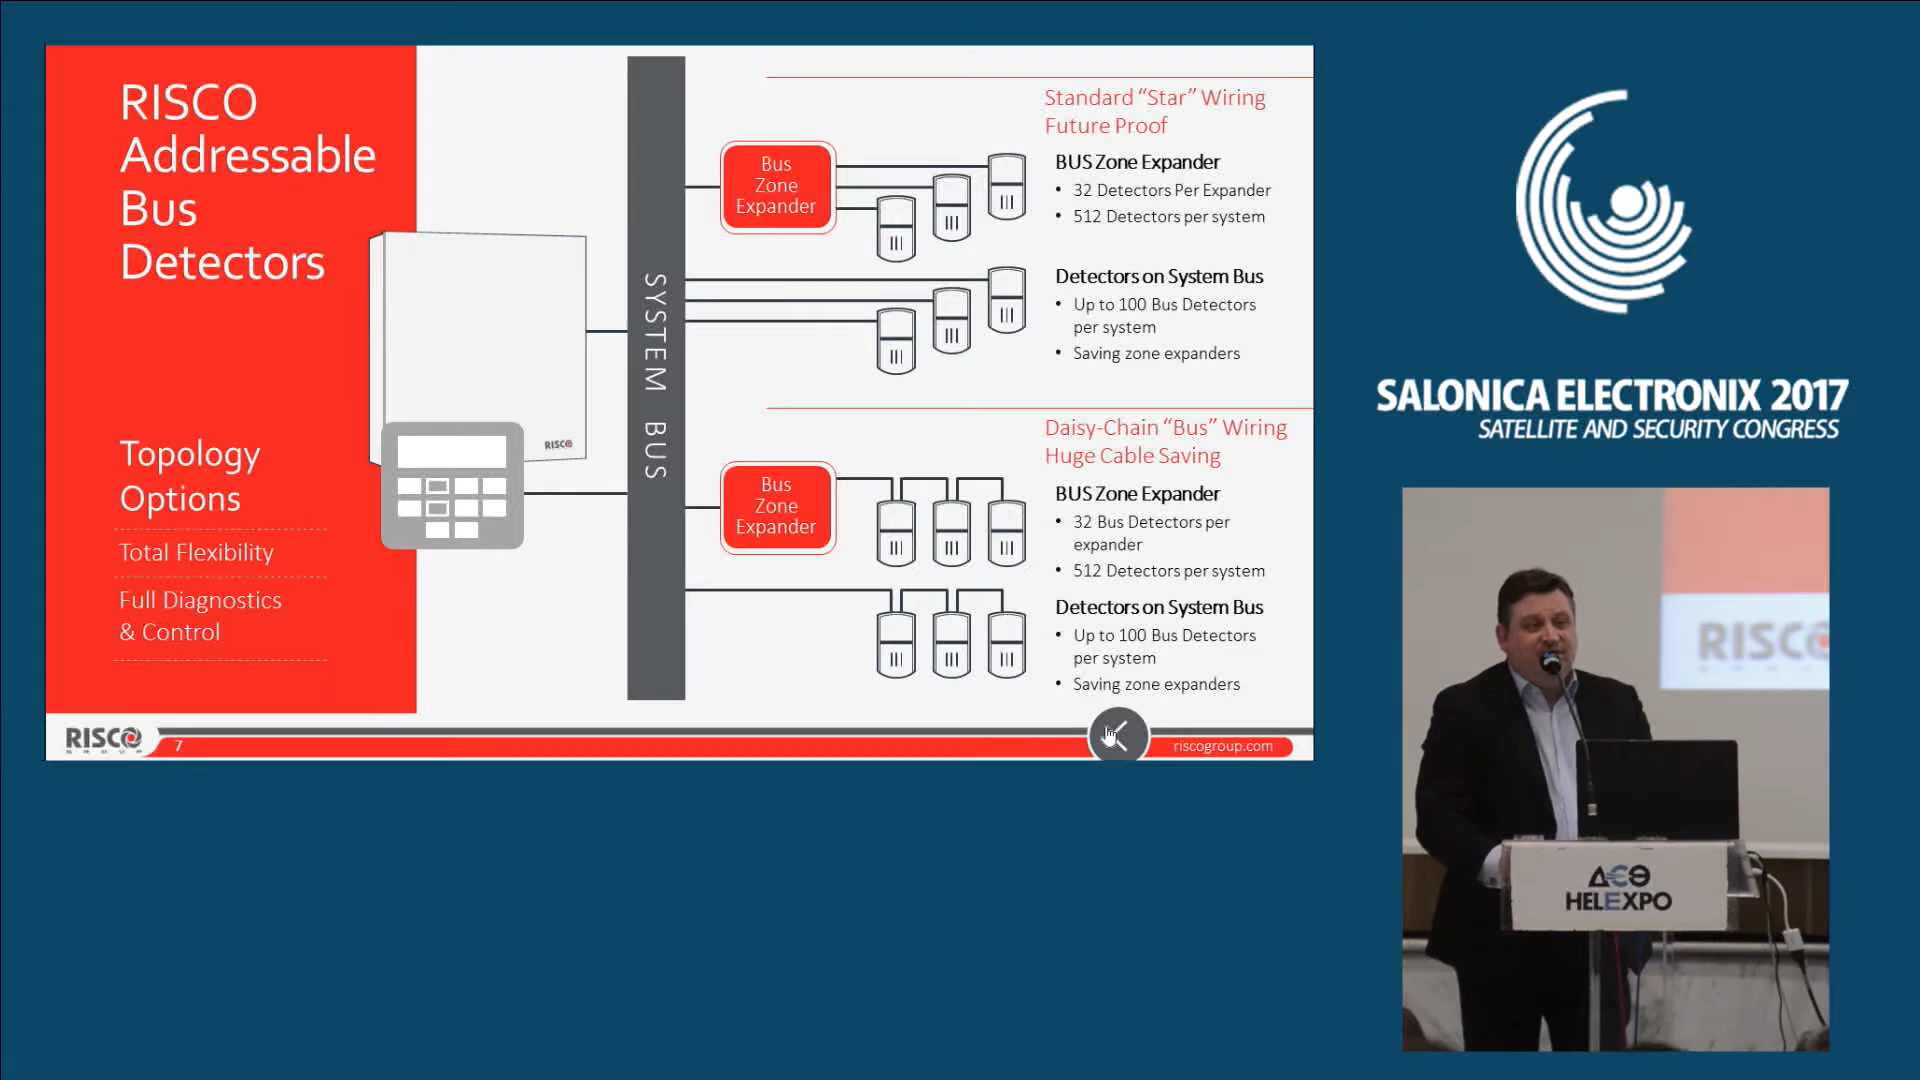 RISCO
Addressable
Bus
Detectors
Topology
Options
Total Flexibility
Full Diagnostics
& Control
RISCO
SYSTEM BUS
Standard “Star” Wiring
Future Proof
Bus
Zone
Expander
BUS Zone Expander
• 32 Detectors Per Expander
• 512 Detectors per system
Detectors on System Bus
• Up to 100 Bus Detectors
per system
• Saving zone expanders
Daisy-Chain “Bus” Wiring
Huge Cable Saving
Bus
Zone
Expander
BUS Zone Expander
• 32 Bus Detectors per
expander
• 512 Detectors per system
Detectors on System Bus
• Up to 100 Bus Detectors
per system
• Saving zone expanders
RISCO
GROUP
7
riscogroup.com
SALONICA ELECTRONIX 2017
SATELLITE AND SECURITY CONGRESS
RISCO
ΔΕΘ
HELEXPO